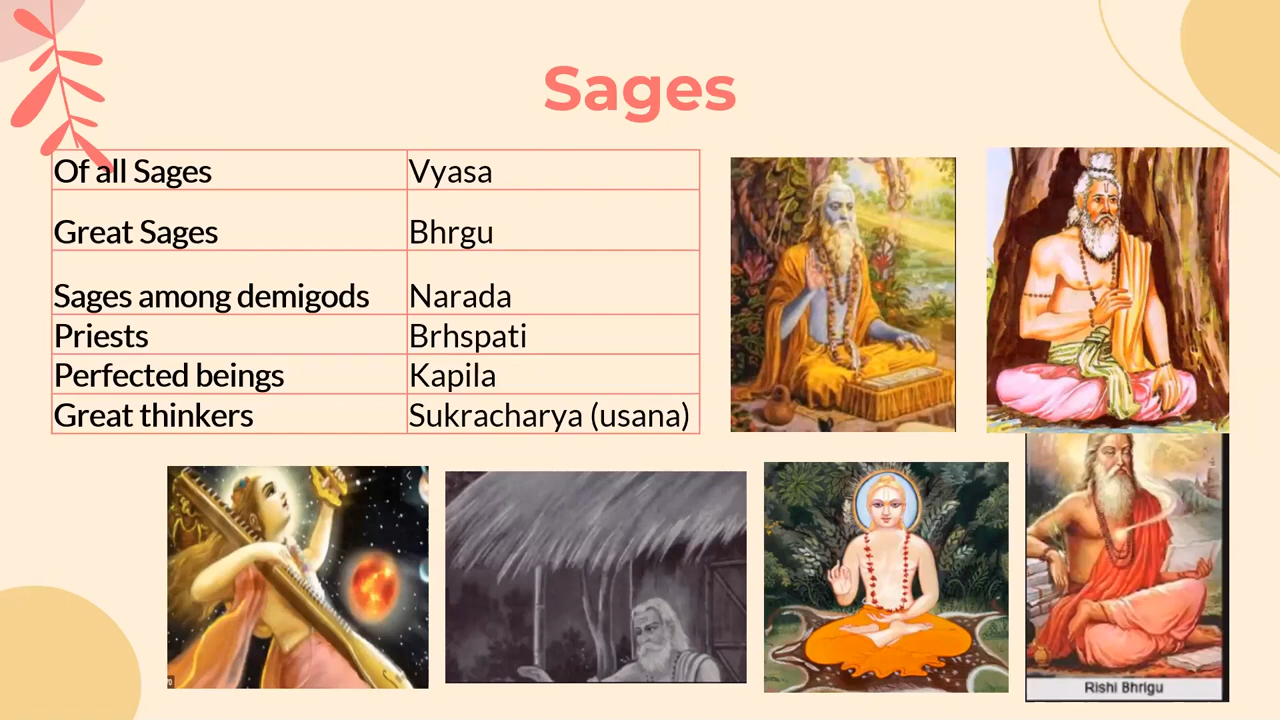 Sages
Of all Sages Vyasa
Great Sages Bhrgu
Sages among demigods Narada
Priests Brhspati
Perfected beings Kapila
Great thinkers Sukracharya (usana)
Rishi Bhrigu